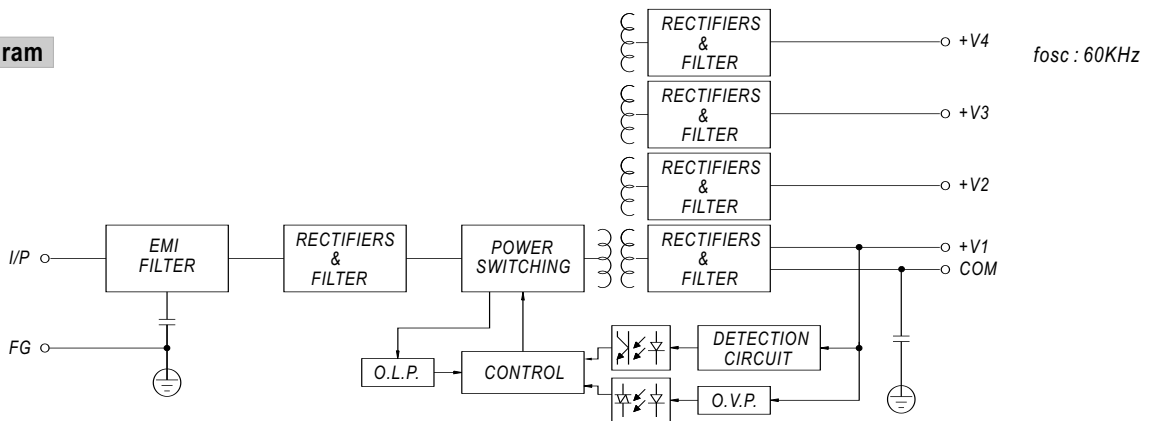 ram
RECTIFIERS
&
FILTER
+V4
fosc : 60KHz
RECTIFIERS
&
FILTER
+V3
RECTIFIERS
&
FILTER
+V2
I/P
EMI
FILTER
RECTIFIERS
&
FILTER
POWER
SWITCHING
RECTIFIERS
&
FILTER
+V1
COM
FG
O.L.P.
CONTROL
DETECTION
CIRCUIT
O.V.P.